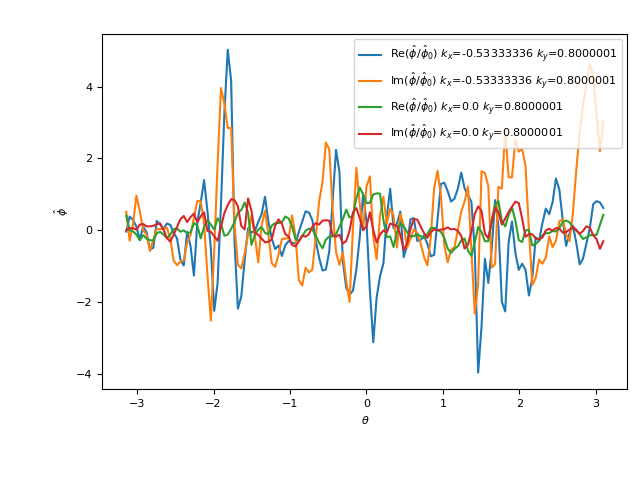 Re(ϕ̂/ϕ̂₀) kₓ=-0.53333336 k_y=0.8000001
Im(ϕ̂/ϕ̂₀) kₓ=-0.53333336 k_y=0.8000001
Re(ϕ̂/ϕ̂₀) kₓ=0.0 k_y=0.8000001
Im(ϕ̂/ϕ̂₀) kₓ=0.0 k_y=0.8000001
4
2
0
−2
−4
ϕ̂
−3 −2 −1 0 1 2 3
θ